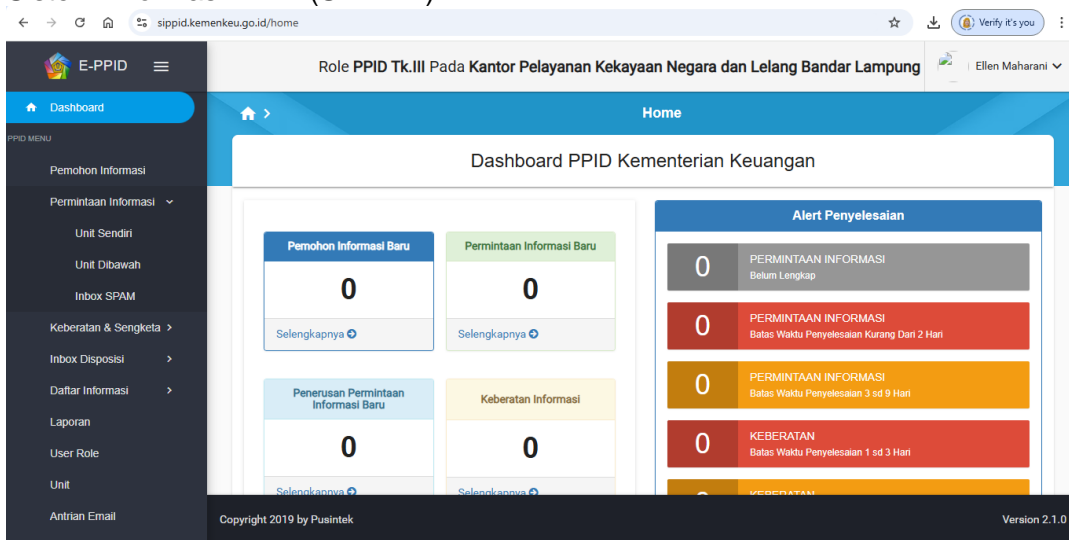 sippid.kemenkeu.go.id/home
Verify it's you
E-PPID
Role PPID Tk.III Pada Kantor Pelayanan Kekayaan Negara dan Lelang Bandar Lampung
Ellen Maharani
Dashboard
PPID MENU
Pemohon Informasi
Permintaan Informasi
Unit Sendiri
Unit Dibawah
Inbox SPAM
Keberatan & Sengketa
Inbox Disposisi
Daftar Informasi
Laporan
User Role
Unit
Antrian Email
Home
Dashboard PPID Kementerian Keuangan
Pemohon Informasi Baru
0
Selengkapnya
Permintaan Informasi Baru
0
Selengkapnya
Penerusan Permintaan
Informasi Baru
0
Selengkapnya
Keberatan Informasi
0
Selengkapnya
Alert Penyelesaian
0
PERMINTAAN INFORMASI
Belum Lengkap
0
PERMINTAAN INFORMASI
Batas Waktu Penyelesaian Kurang Dari 2 Hari
0
PERMINTAAN INFORMASI
Batas Waktu Penyelesaian 3 sd 9 Hari
0
KEBERATAN
Batas Waktu Penyelesaian 1 sd 3 Hari
KEBERATAN
Copyright 2019 by Pusintek
Version 2.1.0